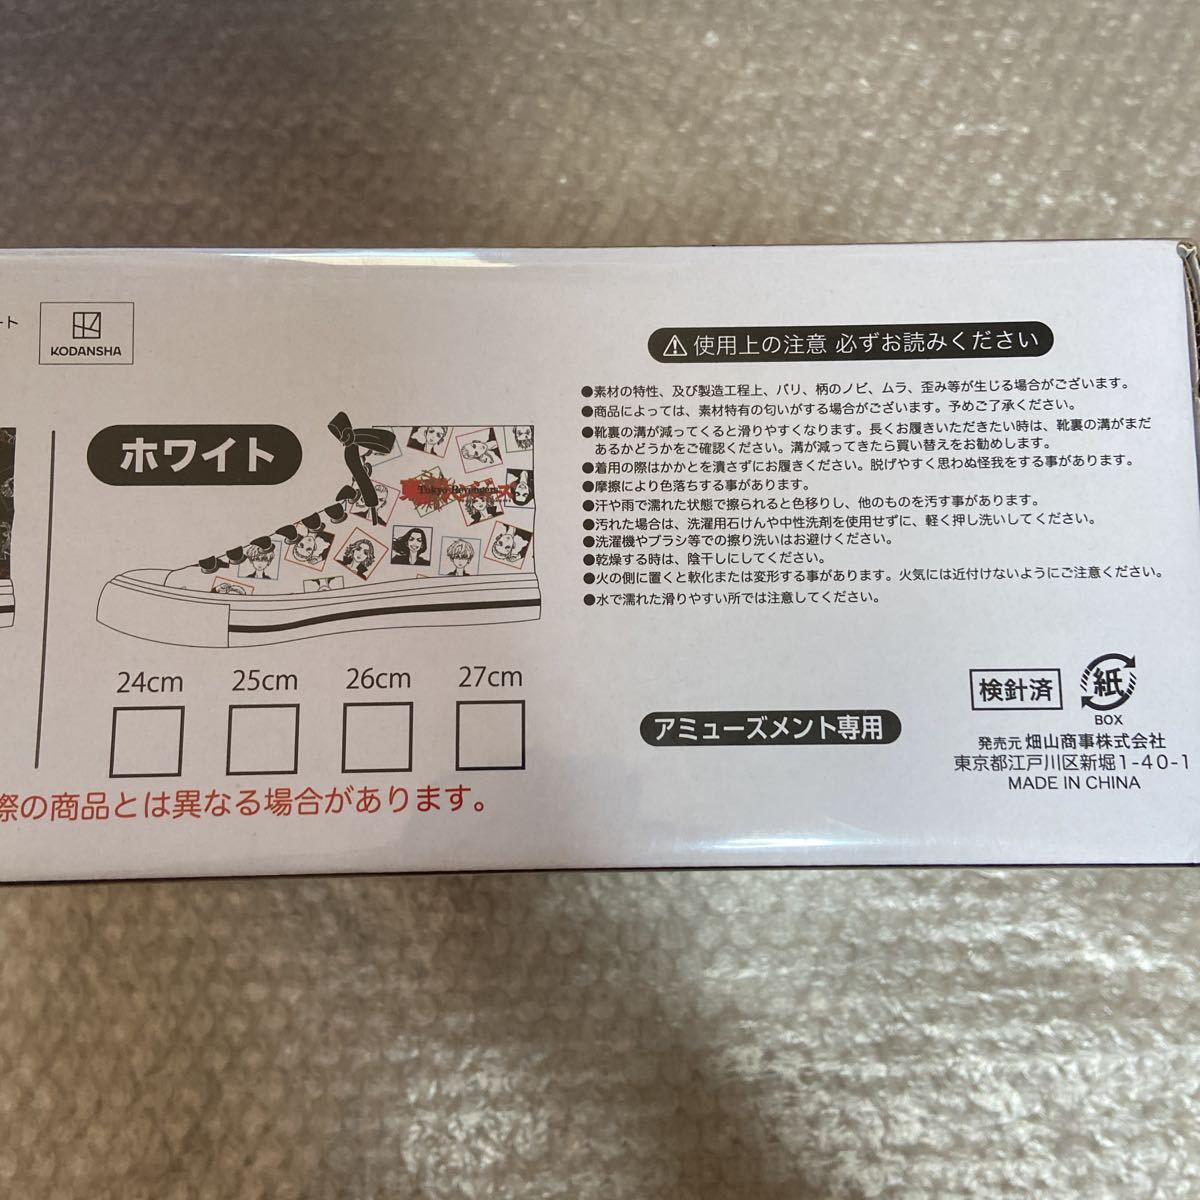 ート
KODANSHA
ホワイト
Tokyo Revengers
24cm 25cm 26cm 27cm
際の商品とは異なる場合があります。
⚠ 使用上の注意 必ずお読みください
●素材の特性、及び製造工程上、バリ、柄のノビ、ムラ、歪み等が生じる場合がございます。
●商品によっては、素材特有の匂いがする場合がございます。予めご了承ください。
●靴裏の溝が減ってくると滑りやすくなります。長くお履きいただきたい時は、靴裏の溝がまだ
あるかどうかをご確認ください。溝が減ってきたら買い替えをお勧めします。
●着用の際はかかとを潰さずにお履きください。脱げやすく思わぬ怪我をする事があります。
●摩擦により色落ちする事があります。
●汗や雨で濡れた状態で擦られると色移りし、他のものを汚す事があります。
●汚れた場合は、洗濯用石けんや中性洗剤を使用せずに、軽く押し洗いしてください。
●洗濯機やブラシ等での擦り洗いはお避けください。
●乾燥する時は、陰干しにしてください。
●火の側に置くと軟化または変形する事があります。火気には近付けないようにご注意ください。
●水で濡れた滑りやすい所では注意してください。
アミューズメント専用
検針済
紙
BOX
発売元 畑山商事株式会社
東京都江戸川区新堀1-40-1
MADE IN CHINA